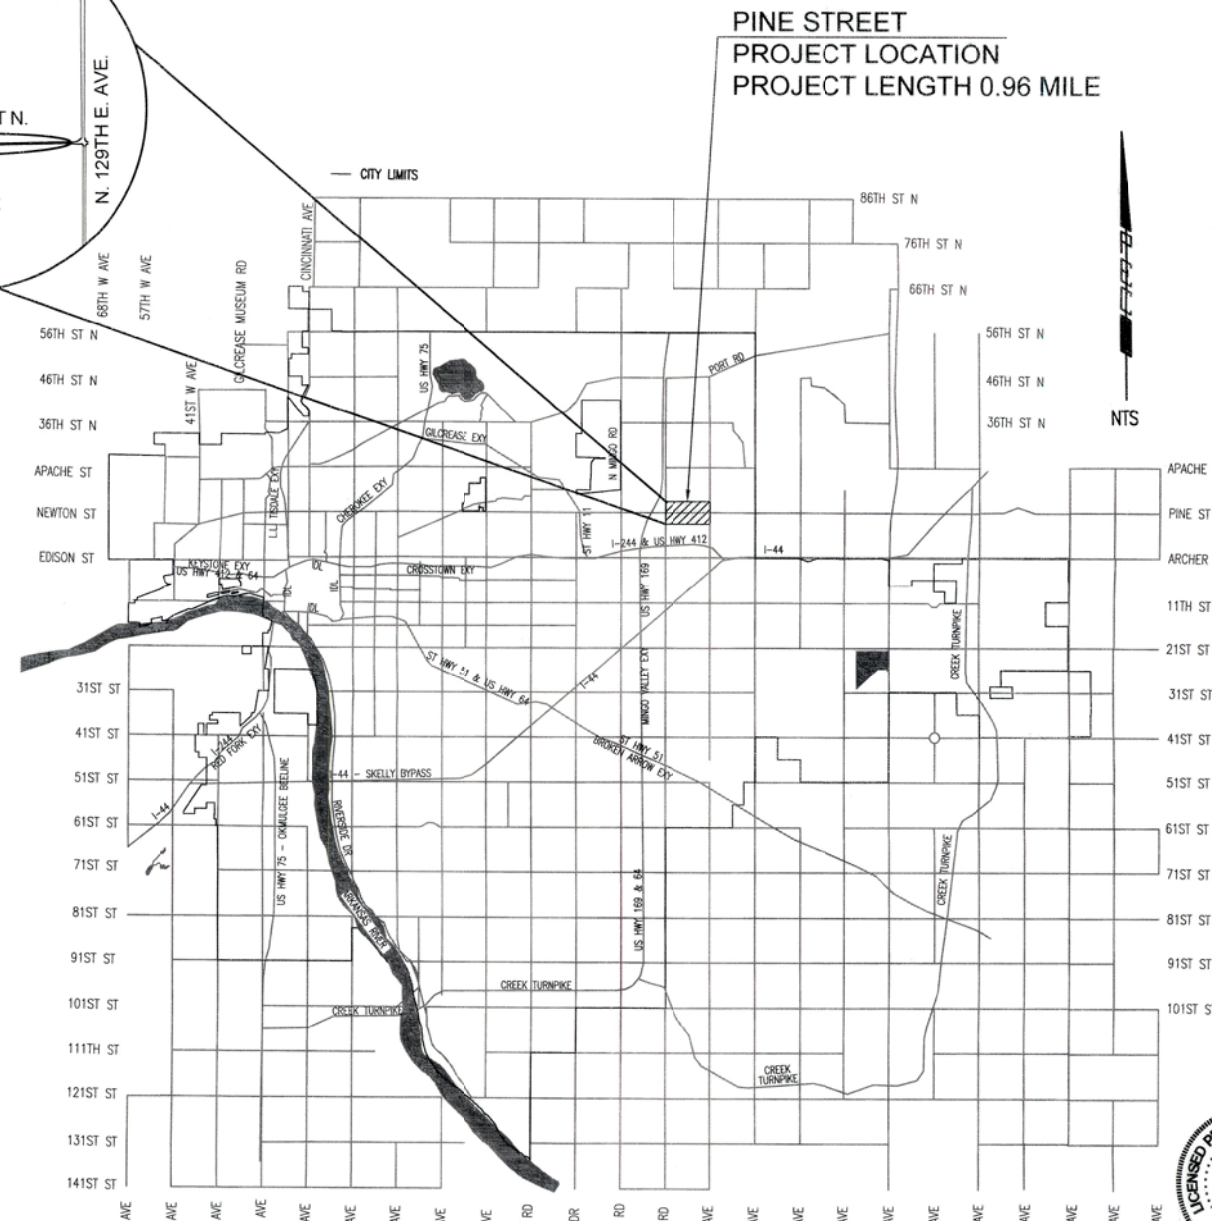 PINE STREET
PROJECT LOCATION
PROJECT LENGTH 0.96 MILE
T N.
N. 129TH E. AVE.
CITY LIMITS
86TH ST N
76TH ST N
66TH ST N
68TH W AVE
57TH W AVE
GILCREASE MUSEUM RD
CINCINNATI AVE
41ST W AVE
56TH ST N
46TH ST N
36TH ST N
APACHE ST
NEWTON ST
EDISON ST
US HWY 75
GILCREASE EXY
CHEROKEE EXY
L.L. TISDALE EXY
N MINGO RD
PORT RD
ST HWY 11
56TH ST N
46TH ST N
36TH ST N
NTS
APACHE
PINE ST
ARCHER
I-244 & US HWY 412
I-44
KEYSTONE EXY
US HWY 412 & 64
IDL
IDL
IDL
IDL
CROSSTOWN EXY
US HWY 169
MINGO VALLEY EXY
ST HWY 51 & US HWY 64
I-44
ST HWY 51
BROKEN ARROW EXY
CREEK TURNPIKE
11TH ST
21ST ST
31ST ST
41ST ST
51ST ST
61ST ST
71ST ST
81ST ST
91ST ST
101ST S
31ST ST
41ST ST
51ST ST
61ST ST
71ST ST
81ST ST
91ST ST
101ST ST
111TH ST
121ST ST
131ST ST
141ST ST
I-244
RED FORK EXY
I-44
I-44 - SKELLY BYPASS
US HWY 75 - OKMULGEE BEELINE
RIVERSIDE DR
ARKANSAS RIVER
US HWY 169 & 64
CREEK TURNPIKE
CREEK TURNPIKE
CREEK TURNPIKE
CREEK
TURNPIKE
LICENSED P
AVE
AVE
AVE
AVE
AVE
AVE
AVE
AVE
VE
RD
DR
RD
RD
AVE
AVE
AVE
AVE
AVE
AVE
AVE
AVE
AVE
AVE
AVE